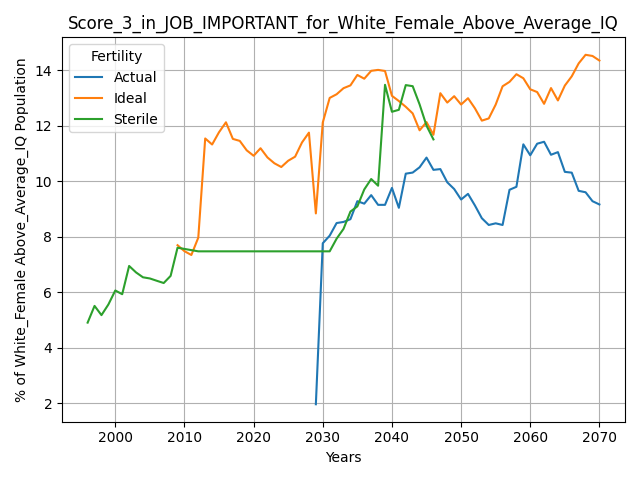 Score_3_in_JOB_IMPORTANT_for_White_Female_Above_Average_IQ
Fertility
Actual
Ideal
Sterile
% of White_Female Above_Average_IQ Population
14
12
10
8
6
4
2
2000 2010 2020 2030 2040 2050 2060 2070
Years